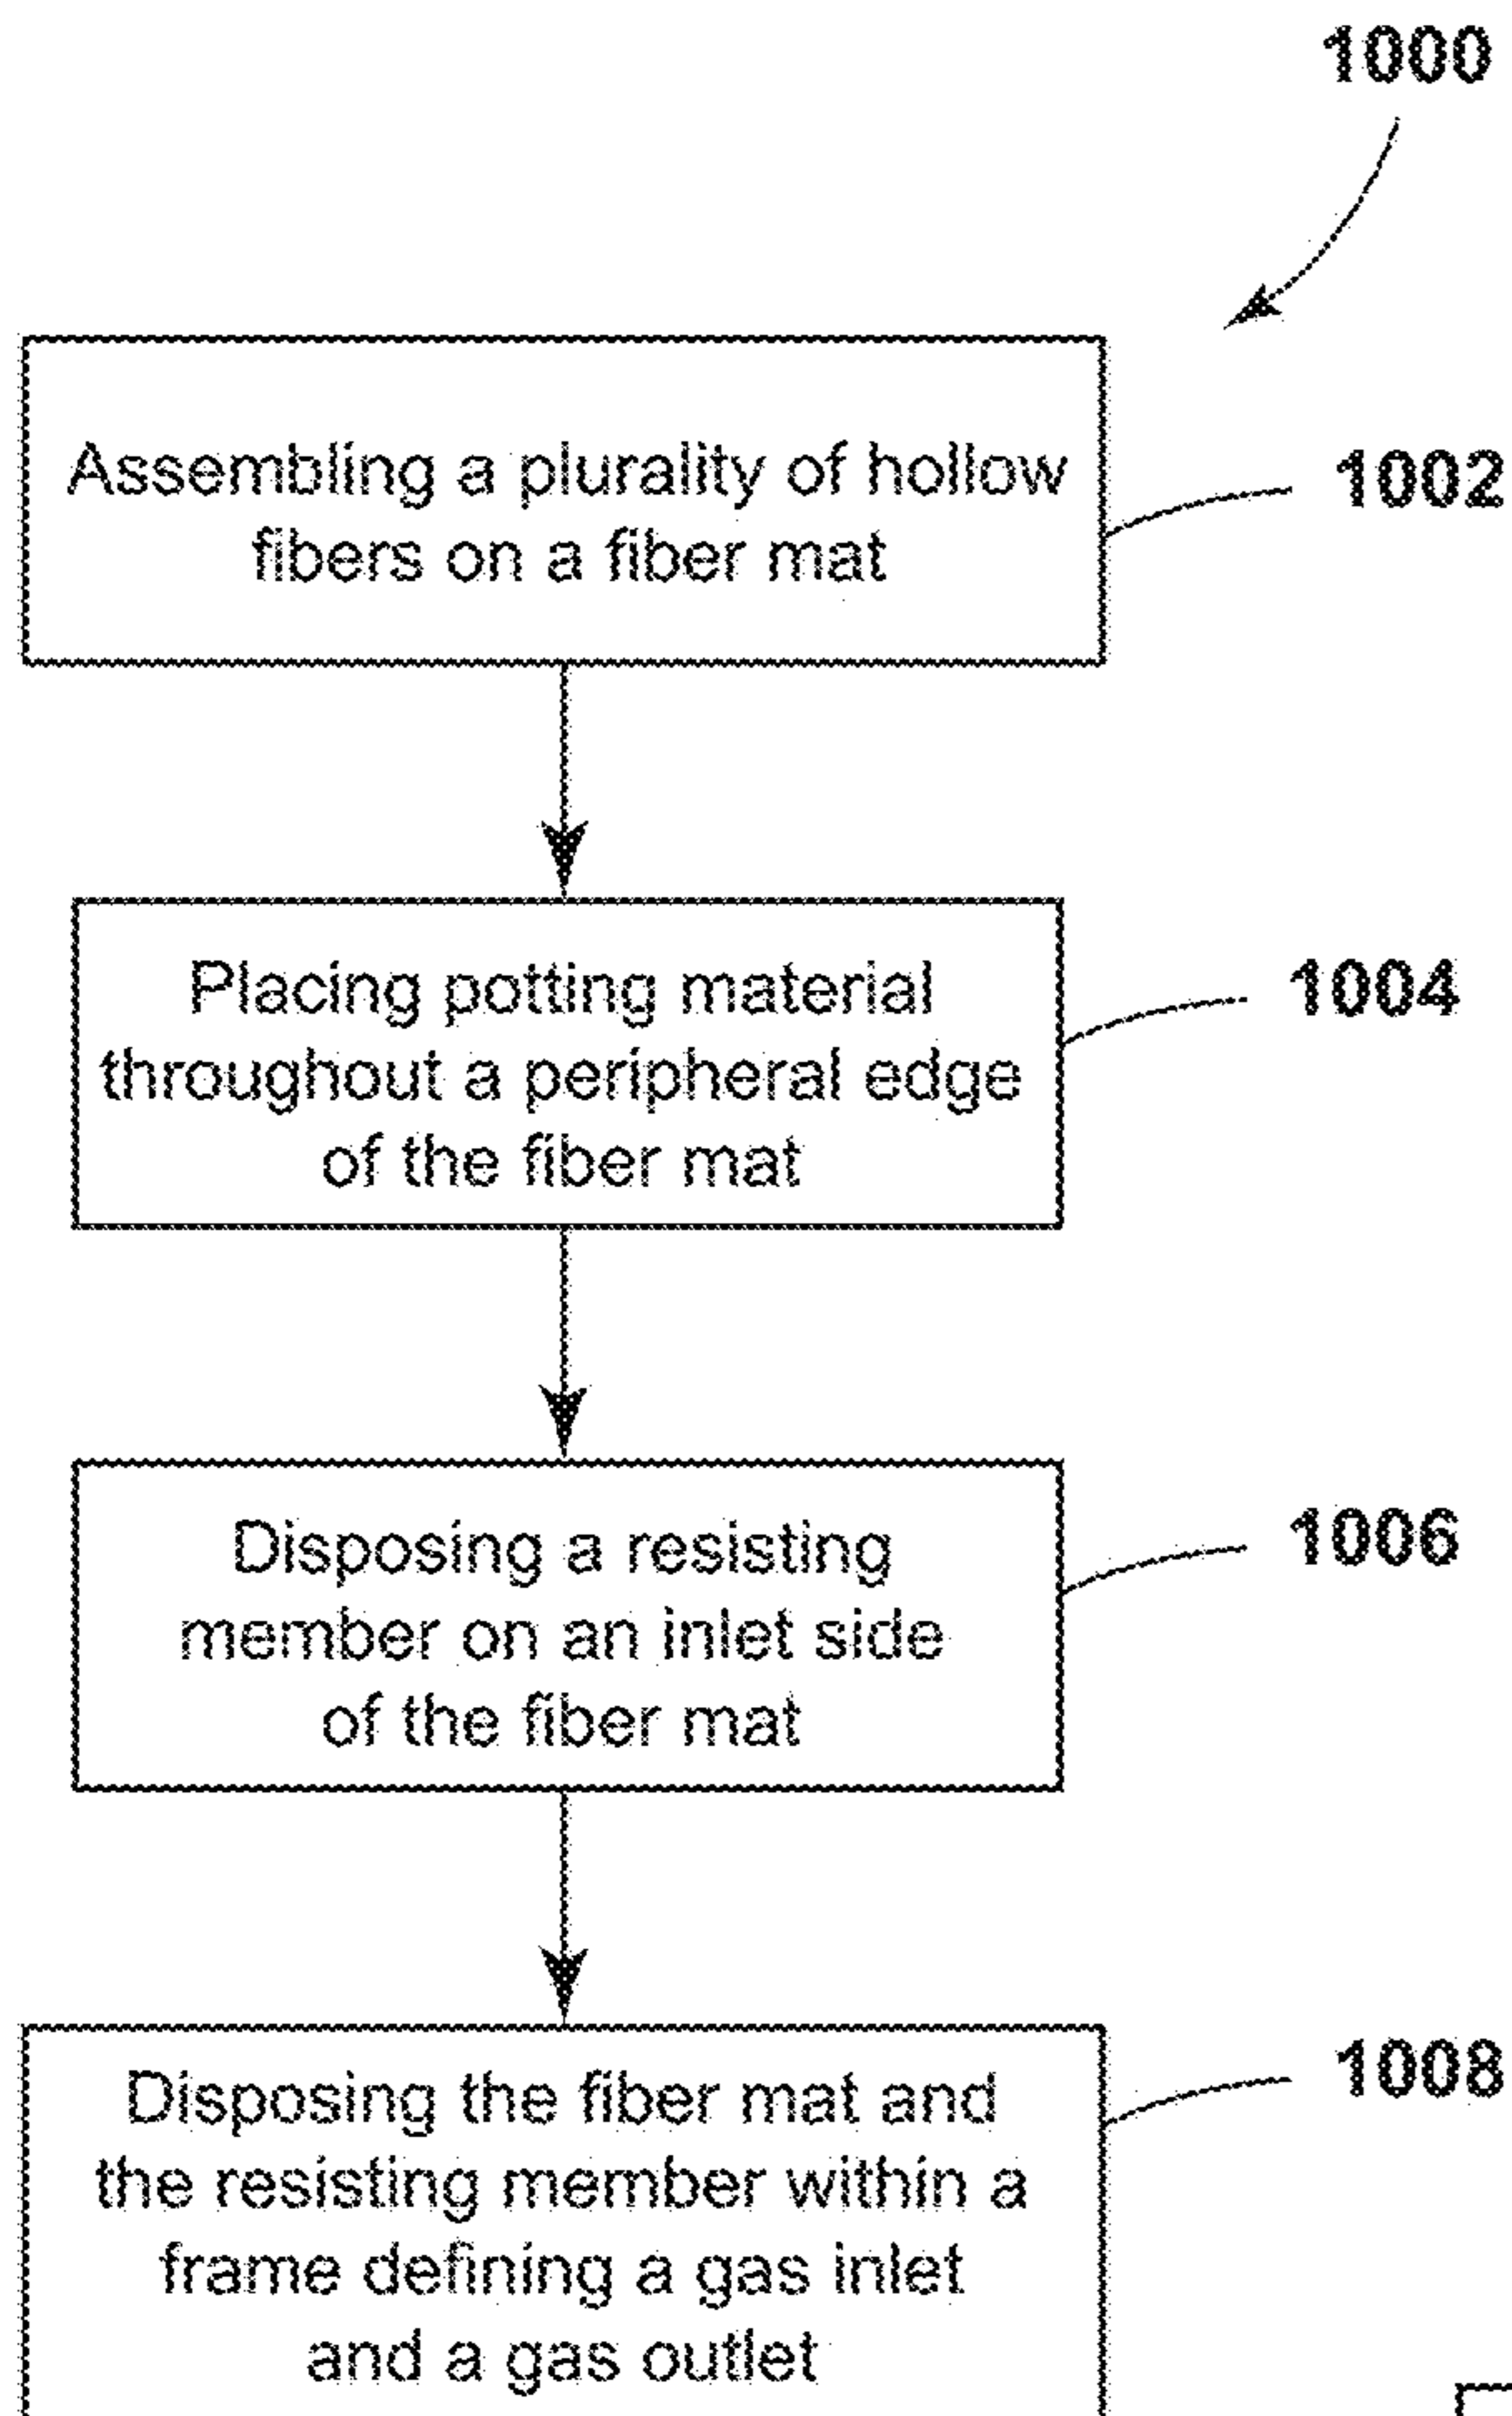 1000
Assembling a plurality of hollow
fibers on a fiber mat
1002
Placing potting material
throughout a peripheral edge
of the fiber mat
1004
Disposing a resisting
member on an inlet side
of the fiber mat
1006
Disposing the fiber mat and
the resisting member within a
frame defining a gas inlet
and a gas outlet
1008